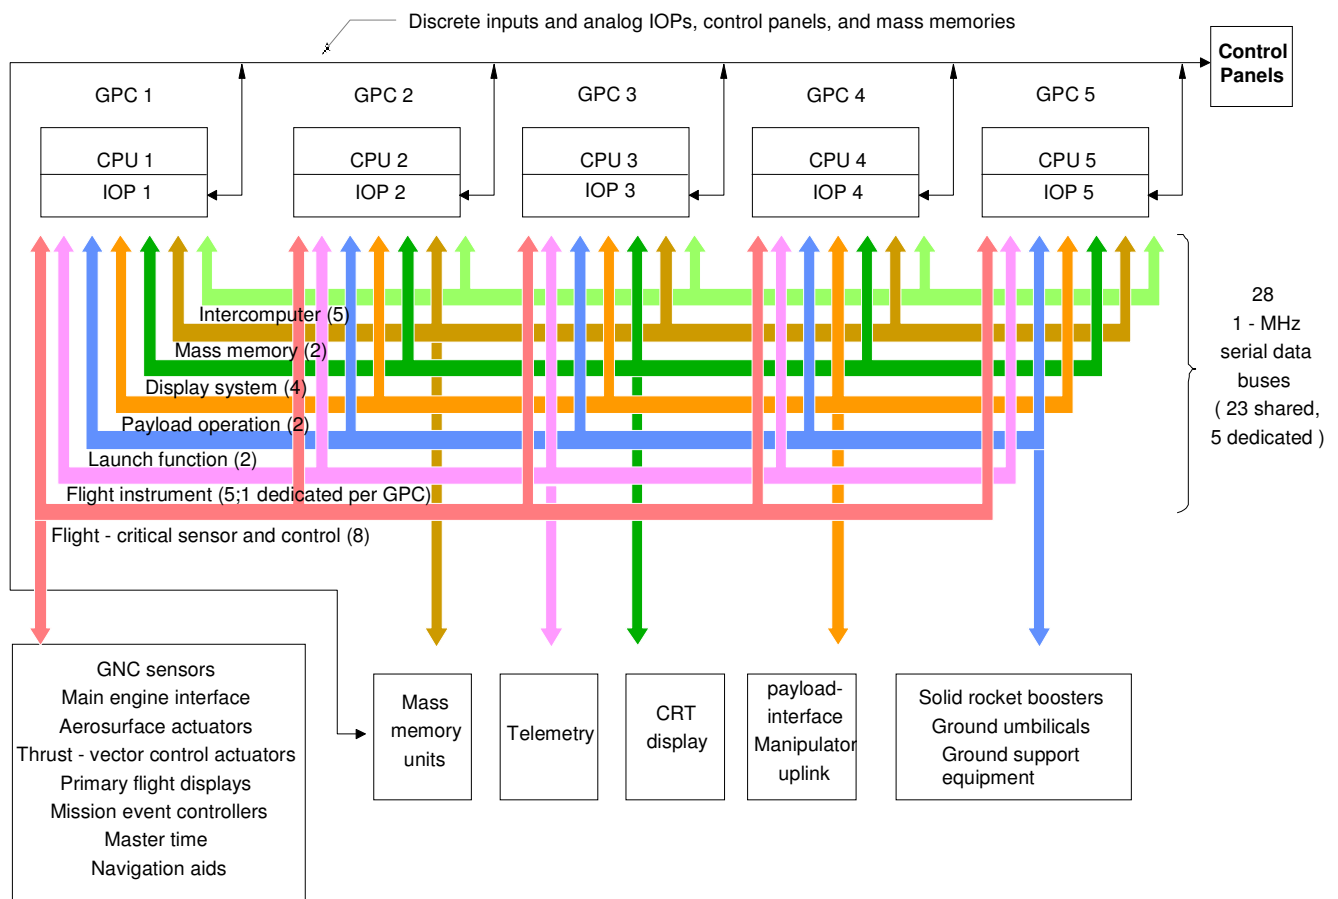 Discrete inputs and analog IOPs, control panels, and mass memories
Control
Panels
GPC 1
GPC 2
GPC 3
GPC 4
GPC 5
CPU 1
CPU 2
CPU 3
CPU 4
CPU 5
IOP 1
IOP 2
IOP 3
IOP 4
IOP 5
Intercomputer (5)
Mass memory (2)
Display system (4)
Payload operation (2)
Launch function (2)
Flight instrument (5;1 dedicated per GPC)
Flight - critical sensor and control (8)
28
1 - MHz
serial data
buses
( 23 shared,
5 dedicated )
GNC sensors
Main engine interface
Aerosurface actuators
Thrust - vector control actuators
Primary flight displays
Mission event controllers
Master time
Navigation aids
Mass
memory
units
Telemetry
CRT
display
payload-
interface
Manipulator
uplink
Solid rocket boosters
Ground umbilicals
Ground support
equipment